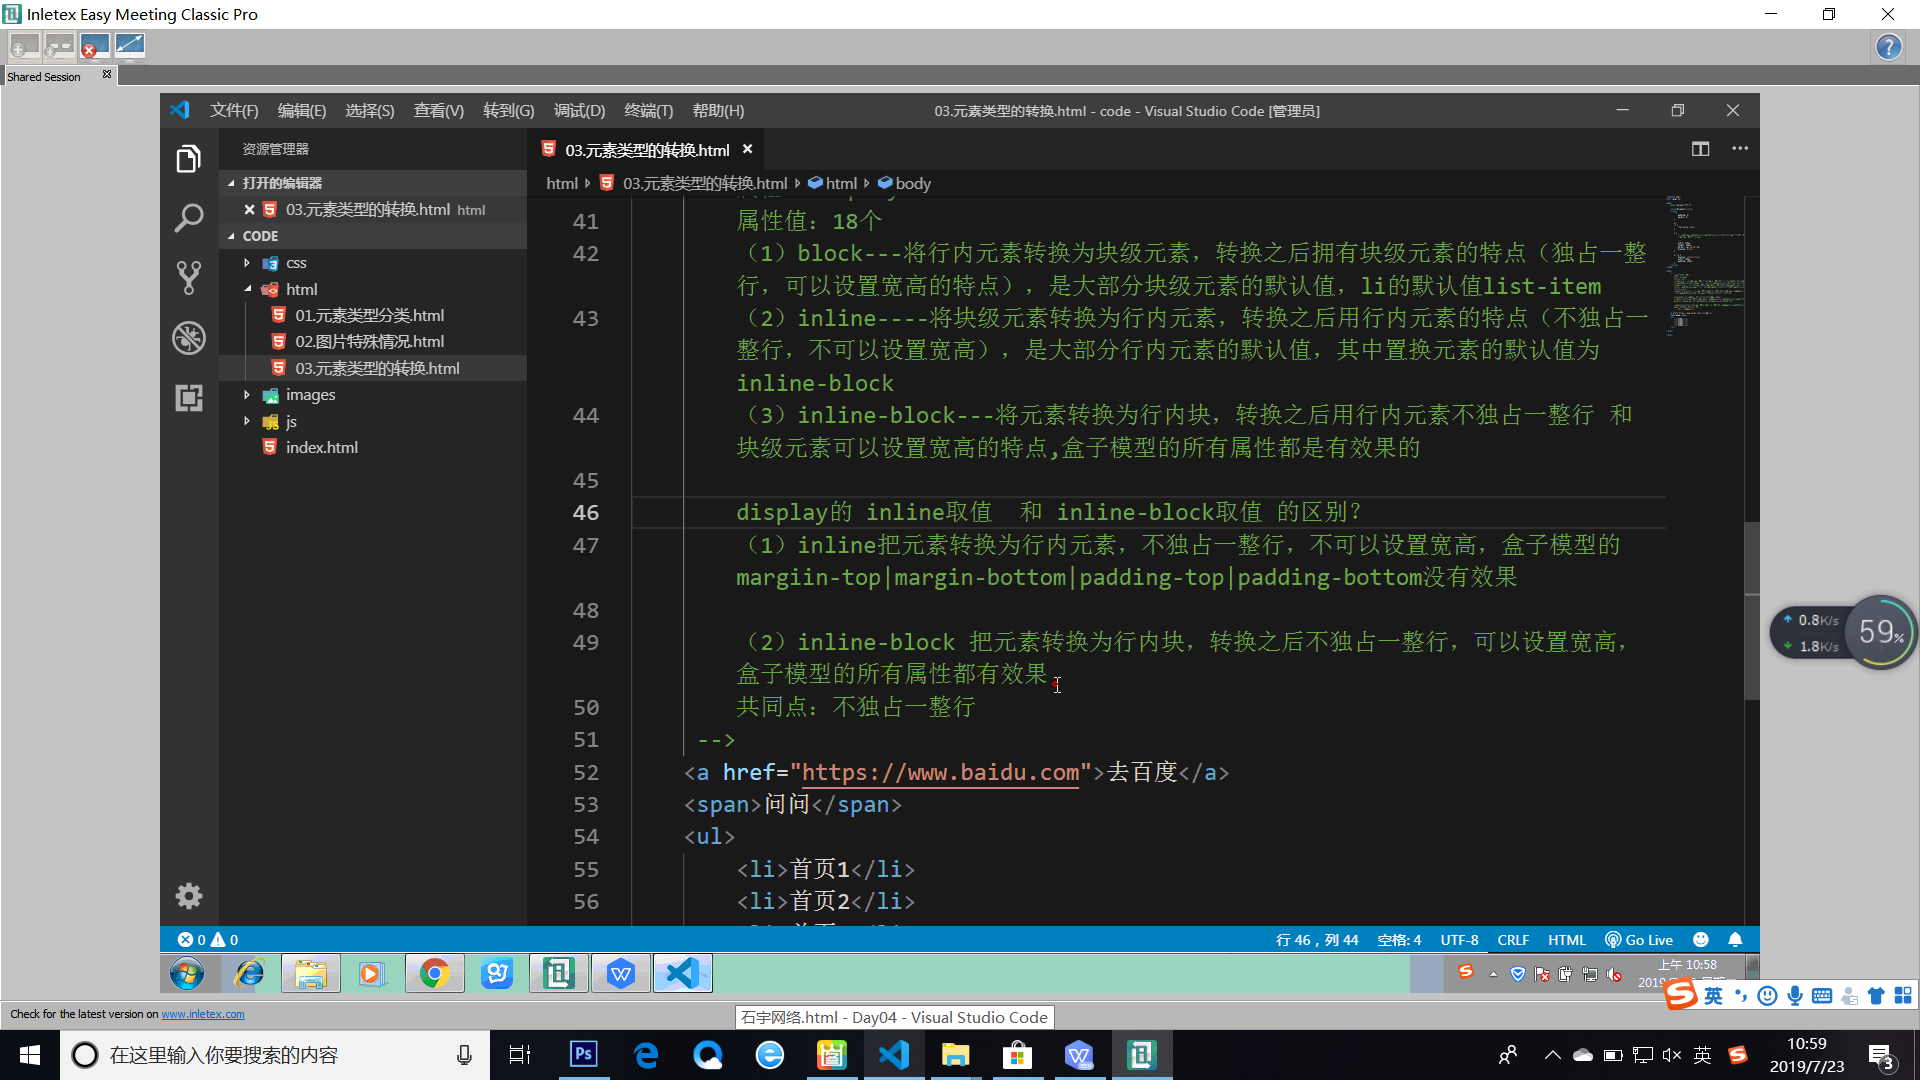 Inletex Easy Meeting Classic Pro
Shared Session
文件(F) 编辑(E) 选择(S) 查看(V) 转到(G) 调试(D) 终端(T) 帮助(H)
03.元素类型的转换.html - code - Visual Studio Code [管理员]
资源管理器
打开的编辑器
03.元素类型的转换.html html
CODE
css
html
01.元素类型分类.html
02.图片特殊情况.html
03.元素类型的转换.html
images
js
index.html
03.元素类型的转换.html
html 03.元素类型的转换.html html body
41 属性值：18个
42 （1）block---将行内元素转换为块级元素，转换之后拥有块级元素的特点（独占一整
行，可以设置宽高的特点），是大部分块级元素的默认值，li的默认值list-item
43 （2）inline----将块级元素转换为行内元素，转换之后用行内元素的特点（不独占一
整行，不可以设置宽高），是大部分行内元素的默认值，其中置换元素的默认值为
inline-block
44 （3）inline-block---将元素转换为行内块，转换之后用行内元素不独占一整行 和
块级元素可以设置宽高的特点,盒子模型的所有属性都是有效果的
45
46 display的 inline取值 和 inline-block取值 的区别?
47 （1）inline把元素转换为行内元素，不独占一整行，不可以设置宽高，盒子模型的
margiin-top|margin-bottom|padding-top|padding-bottom没有效果
48
49 （2）inline-block 把元素转换为行内块，转换之后不独占一整行，可以设置宽高，
盒子模型的所有属性都有效果
50 共同点：不独占一整行
51 -->
52 <a href="https://www.baidu.com">去百度</a>
53 <span>问问</span>
54 <ul>
55 <li>首页1</li>
56 <li>首页2</li>
0.8K/s
1.8K/s
59%
0 0
行 46，列 44 空格: 4 UTF-8 CRLF HTML Go Live
上午 10:58
英
Check for the latest version on www.inletex.com
石宇网络.html - Day04 - Visual Studio Code
在这里输入你要搜索的内容
英
10:59
2019/7/23
3